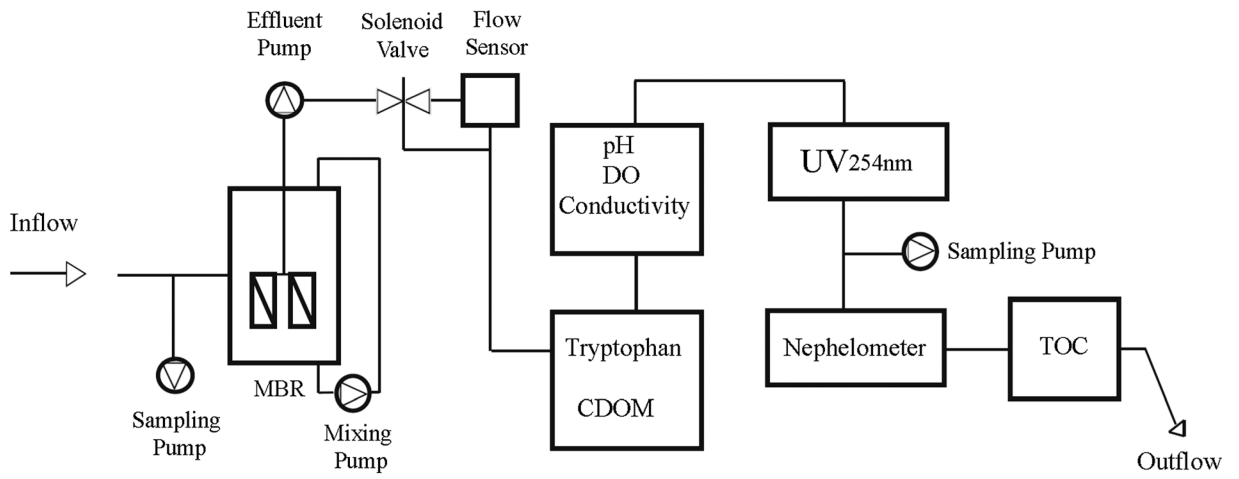 Effluent
Pump
Solenoid
Valve
Flow
Sensor
pH
DO
Conductivity
UV254nm
Inflow
Sampling Pump
Tryptophan
CDOM
Nephelometer
TOC
MBR
Sampling
Pump
Mixing
Pump
Outflow